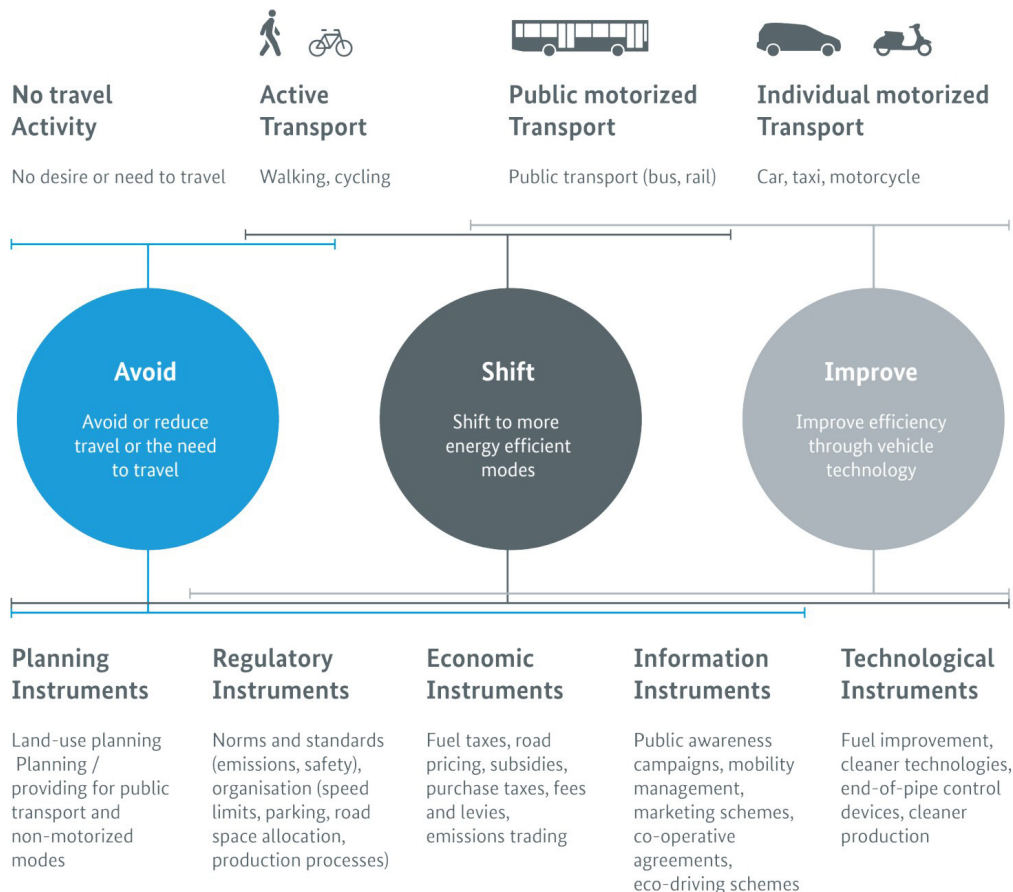 No travel
Activity
No desire or need to travel
Active
Transport
Walking, cycling
Public motorized
Transport
Public transport (bus, rail)
Individual motorized
Transport
Car, taxi, motorcycle
Avoid
Avoid or reduce
travel or the need
to travel
Shift
Shift to more
energy efficient
modes
Improve
Improve efficiency
through vehicle
technology
Planning
Instruments
Land-use planning
Planning /
providing for public
transport and
non-motorized
modes
Regulatory
Instruments
Norms and standards
(emissions, safety),
organisation (speed
limits, parking, road
space allocation,
production processes)
Economic
Instruments
Fuel taxes, road
pricing, subsidies,
purchase taxes, fees
and levies,
emissions trading
Information
Instruments
Public awareness
campaigns, mobility
management,
marketing schemes,
co-operative
agreements,
eco-driving schemes
Technological
Instruments
Fuel improvement,
cleaner technologies,
end-of-pipe control
devices, cleaner
production